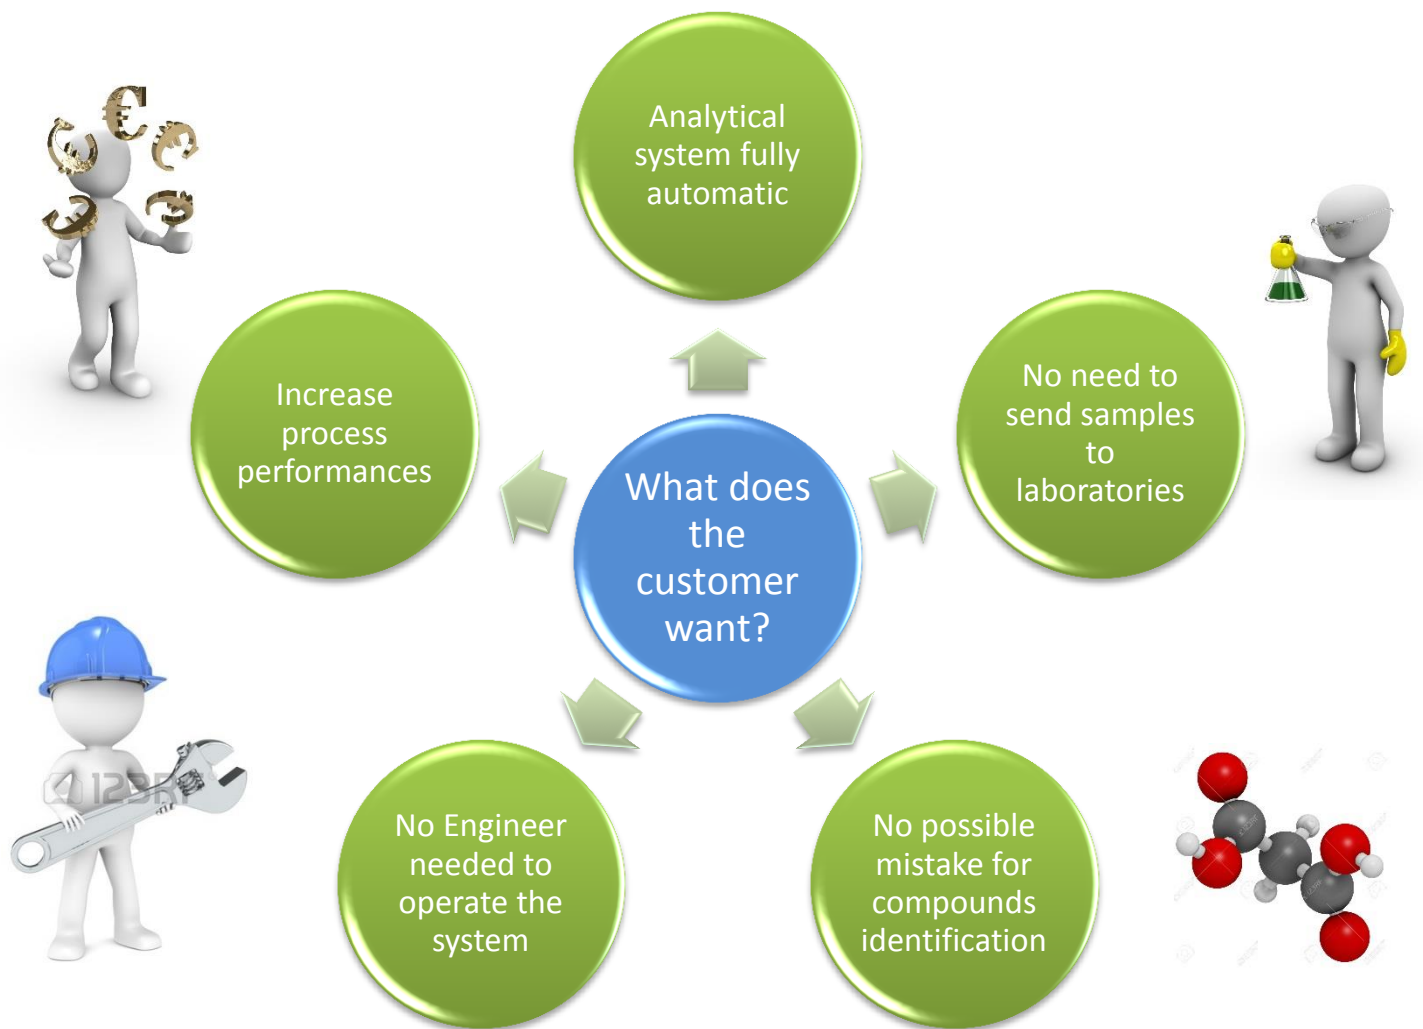 Analytical
system fully
automatic
No need to
send samples
to
laboratories
No possible
mistake for
compounds
identification
No Engineer
needed to
operate the
system
Increase
process
performances
What does
the
customer
want?
€
123RF